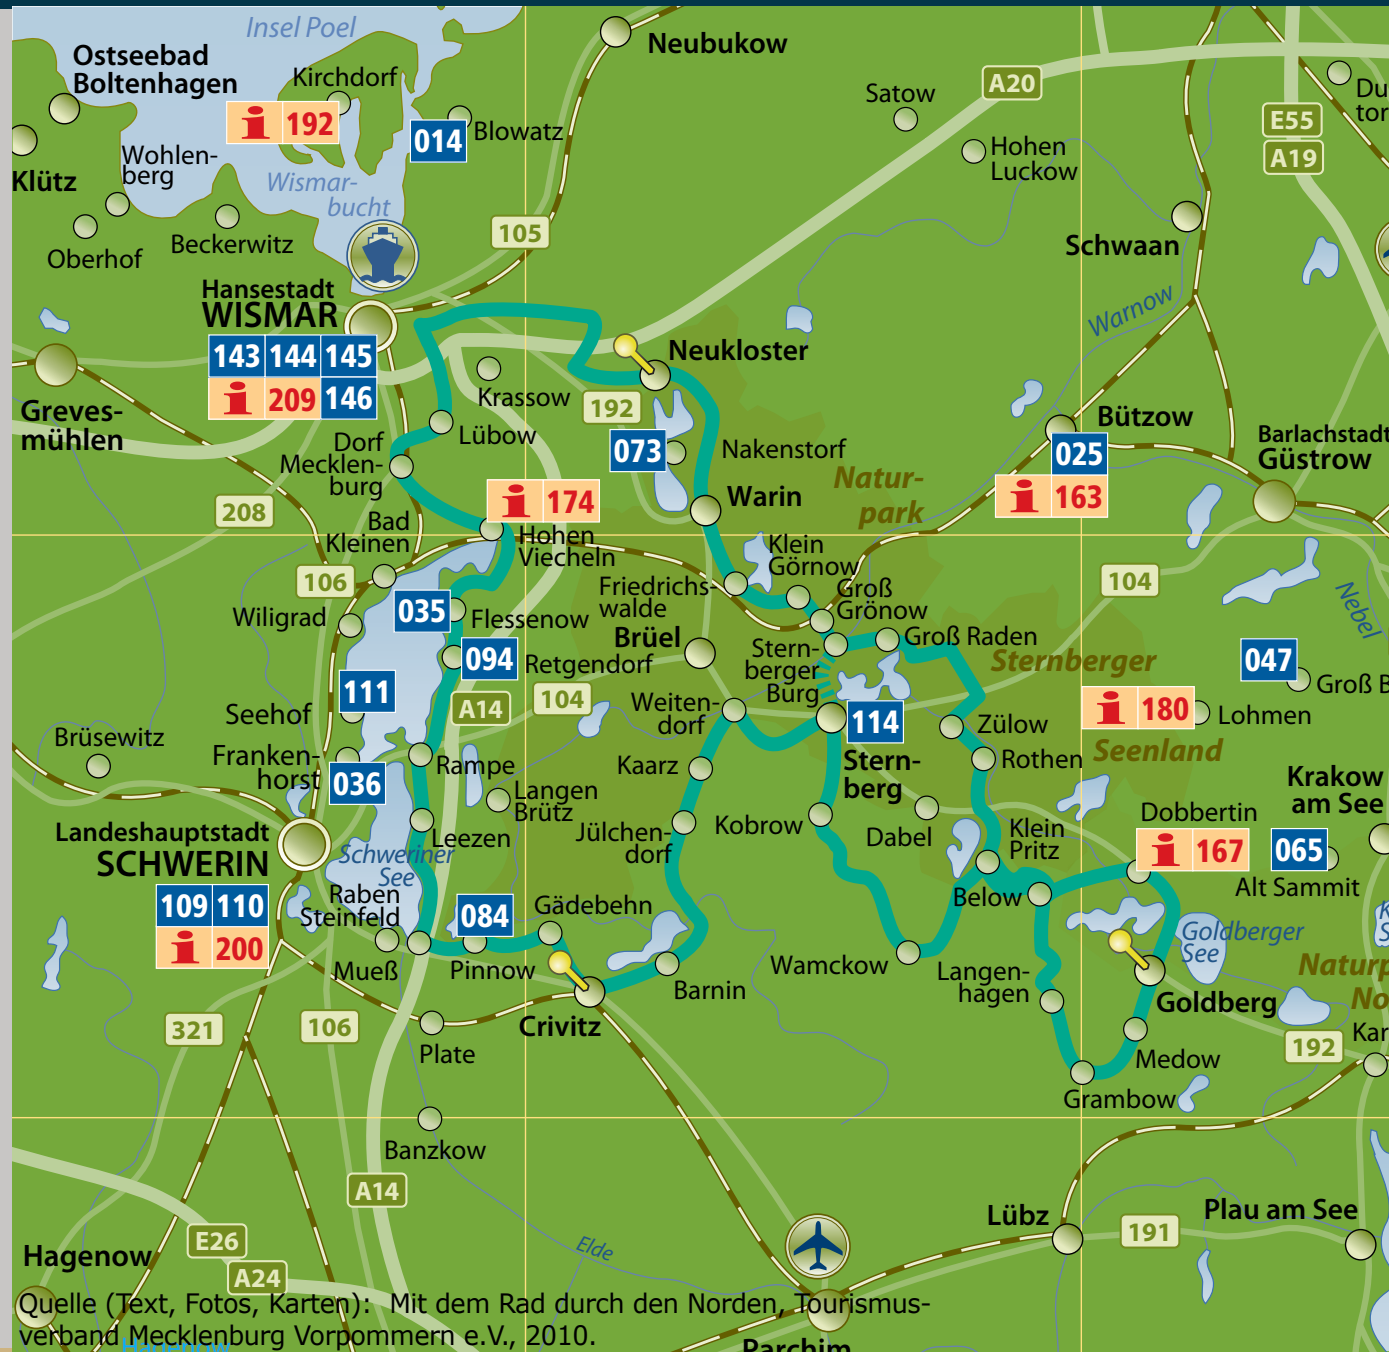 Insel Poel
Neubukow
Ostseebad
Boltenhagen
Kirchdorf
192
014
Blowatz
Satow
A20
E55
A19
Hohen
Luckow
Klütz
Wohlen-
berg
Wismar-
bucht
Oberhof
Beckerwitz
105
Schwaan
Warnow
Hansestadt
WISMAR
143 144 145
209 146
Neukloster
Krassow
192
Greves-
mühlen
Lübow
Dorf
Mecklen-
burg
073
Nakenstorf
Natur-
park
Bützow
025
163
Barlachstadt
Güstrow
208
174
Warin
Bad
Kleinen
Hohen
Viecheln
Klein
Görnow
106
Friedrichs-
walde
Groß
Grönow
104
Nebel
Wiligrad
035
Flessenow
Brüel
Stern-
berger
Burg
Groß Raden
Sternberger
094
Retgendorf
047
Groß B
111
A14
104
Weiten-
dorf
114
Zülow
180
Lohmen
Seehof
Brüsewitz
Franken-
horst
036
Rampe
Kaarz
Stern-
berg
Rothen
Seenland
Krakow
am See
Langen
Brütz
Landeshauptstadt
SCHWERIN
Leezen
Jülchen-
dorf
Kobrow
Dabel
Klein
Pritz
Dobbertin
167
065
Alt Sammit
Schweriner
See
109 110
200
Raben
Steinfeld
084
Gädebehn
Below
Goldberger
See
Mueß
Pinnow
Barnin
Wamckow
Langen-
hagen
Goldberg
Crivitz
321
106
Plate
Medow
192
Kar
Grambow
Banzkow
A14
Lübz
191
Plau am See
Hagenow
E26
A24
Elde
Quelle (Text, Fotos, Karten): Mit dem Rad durch den Norden, Tourismus-
verband Mecklenburg Vorpommern e.V., 2010.
Hagenow
Parchim